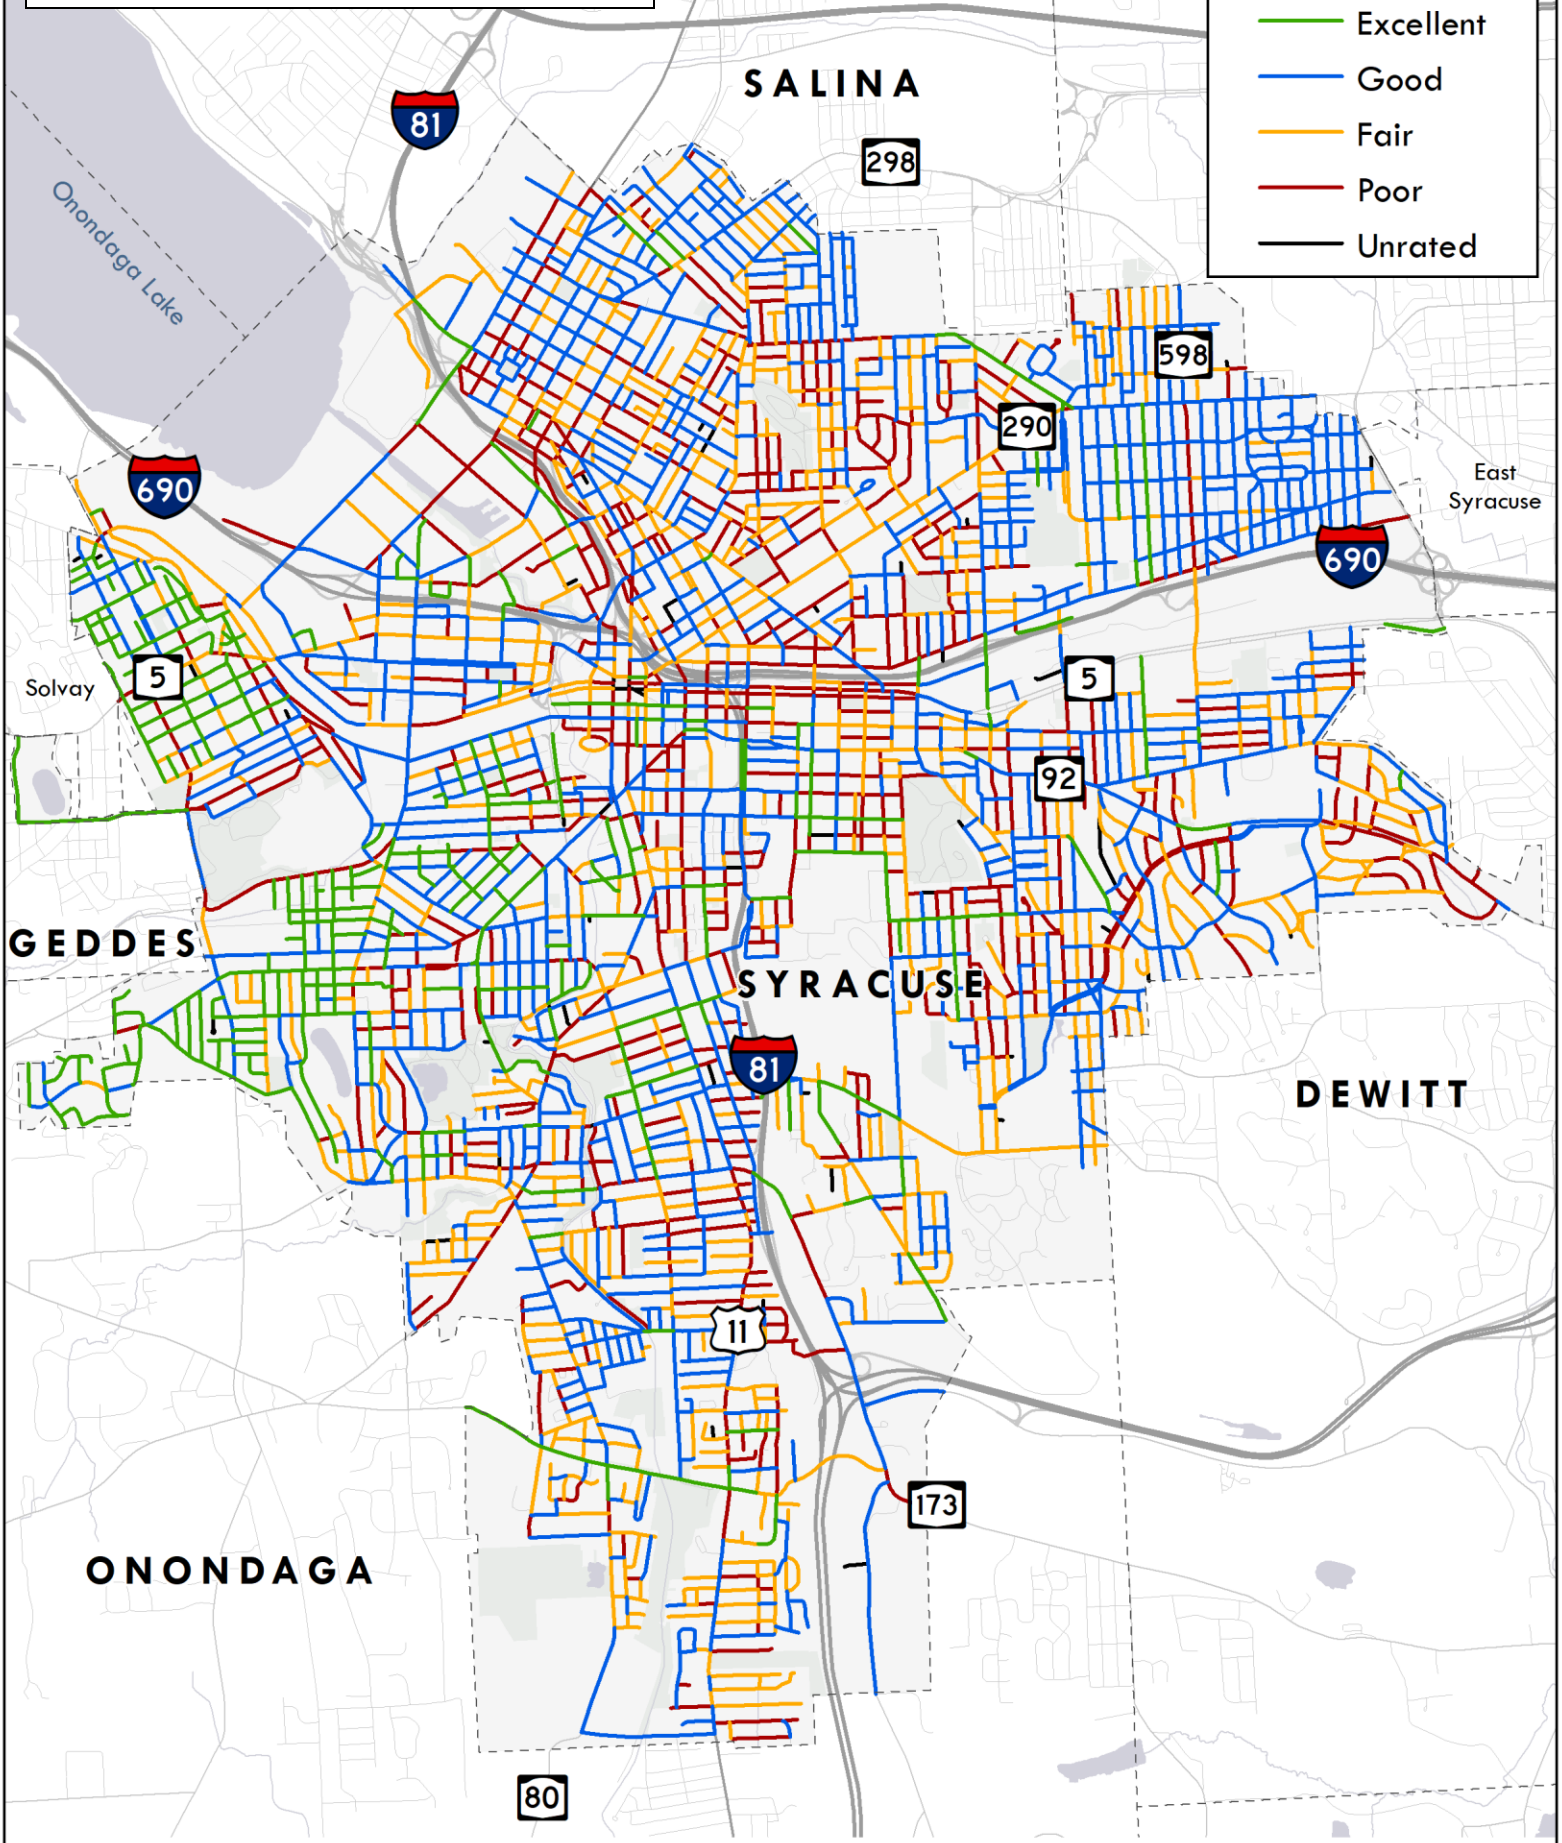 Excellent
Good
Fair
Poor
Unrated
SALINA
81
298
Onondaga Lake
598
290
690
East
Syracuse
690
5
Solvay
5
92
GEDDES
SYRACUSE
81
DEWITT
11
173
ONONDAGA
80